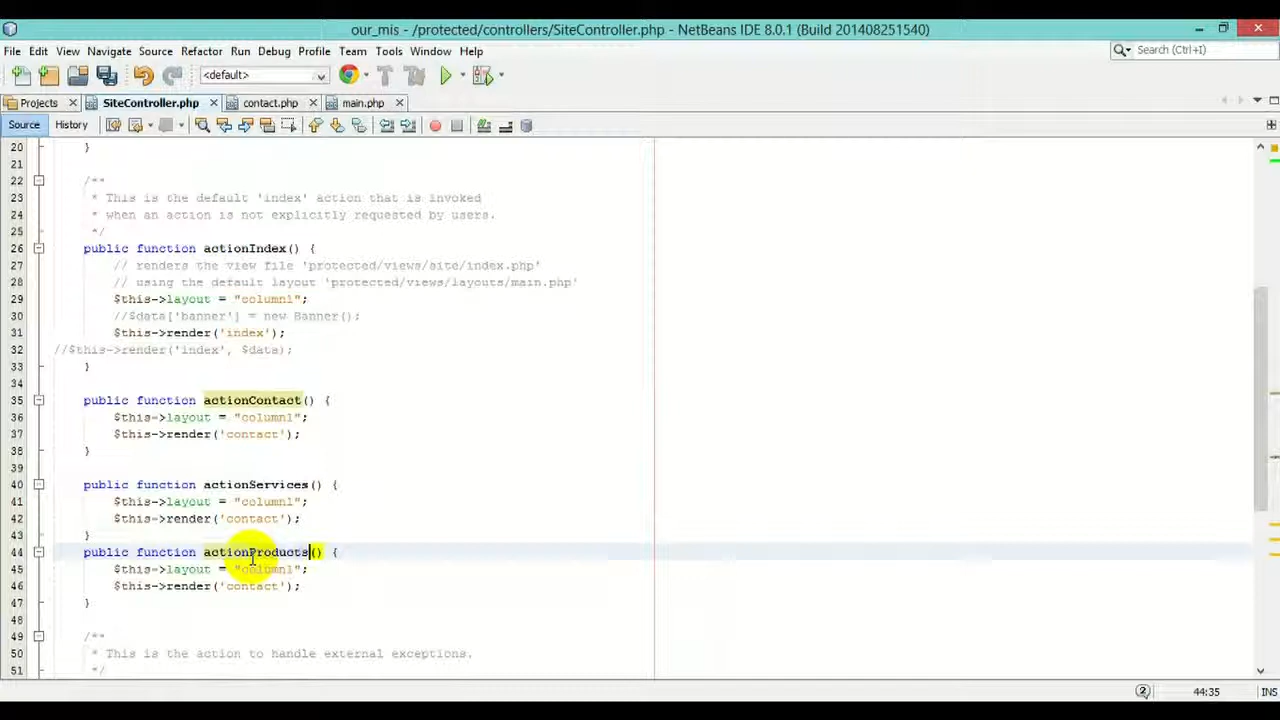 our_mis - /protected/controllers/SiteController.php - NetBeans IDE 8.0.1 (Build 201408251540)
File Edit View Navigate Source Refactor Run Debug Profile Team Tools Window Help
Search (Ctrl+I)
<default>
Projects SiteController.php contact.php main.php
Source History
20 }
21
22 /**
23 * This is the default 'index' action that is invoked
24 * when an action is not explicitly requested by users.
25 */
26 public function actionIndex() {
27 // renders the view file 'protected/views/site/index.php'
28 // using the default layout 'protected/views/layouts/main.php'
29 $this->layout = "column1";
30 //$data['banner'] = new Banner();
31 $this->render('index');
32 //$this->render('index', $data);
33 }
34
35 public function actionContact() {
36 $this->layout = "column1";
37 $this->render('contact');
38 }
39
40 public function actionServices() {
41 $this->layout = "column1";
42 $this->render('contact');
43 }
44 public function actionProducts() {
45 $this->layout = "column1";
46 $this->render('contact');
47 }
48
49 /**
50 * This is the action to handle external exceptions.
51 */
2 44:35 INS